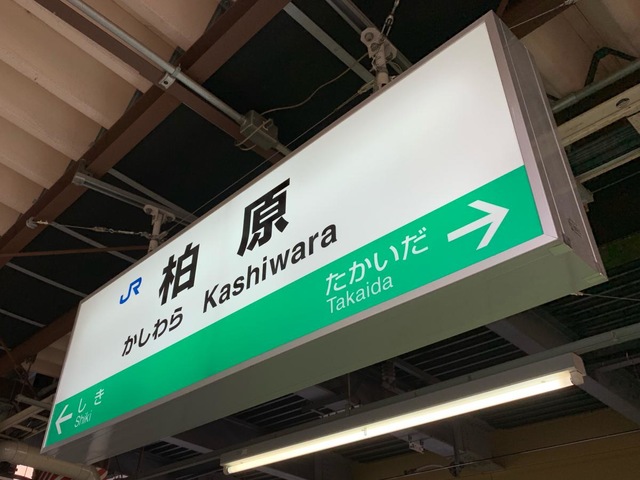 JR 柏原
かしわら Kashiwara
たかいだ
Takaida
しき
Shiki